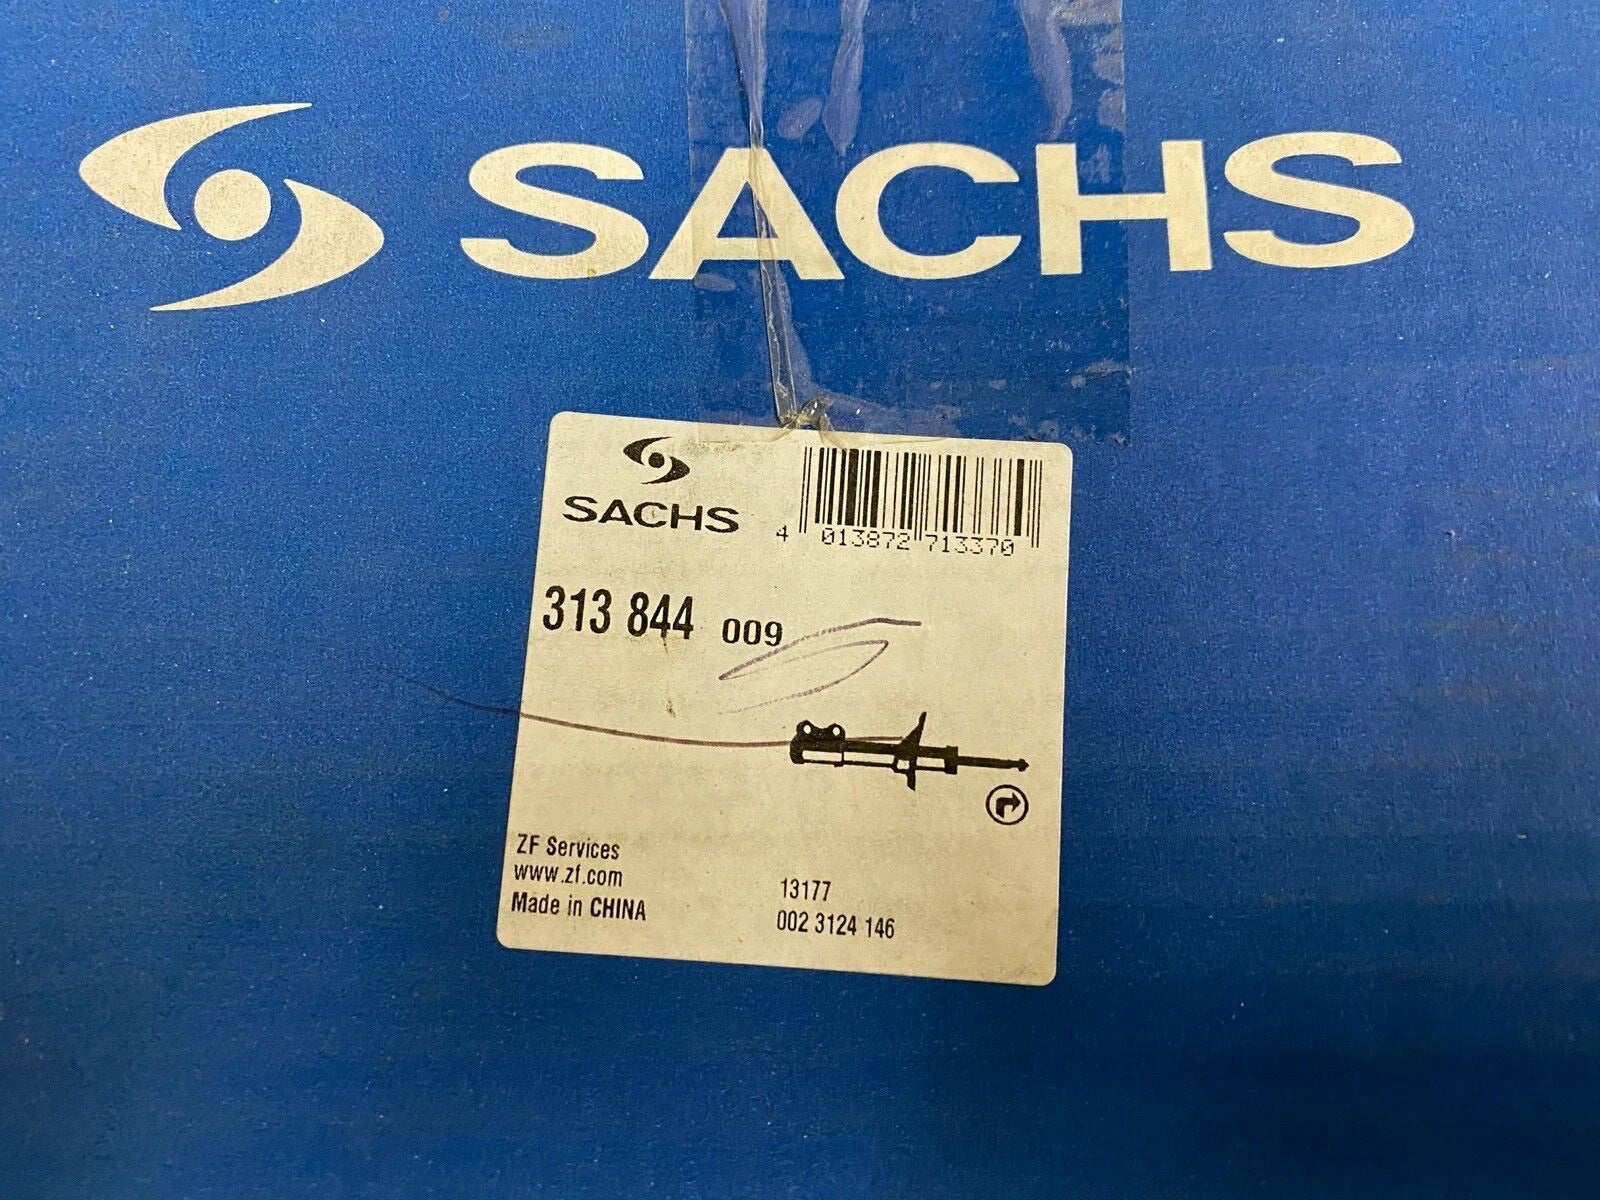 SACHS
SACHS
4 013872 713370
313 844 009
ZF Services
www.zf.com
Made in CHINA
13177
002 3124 146